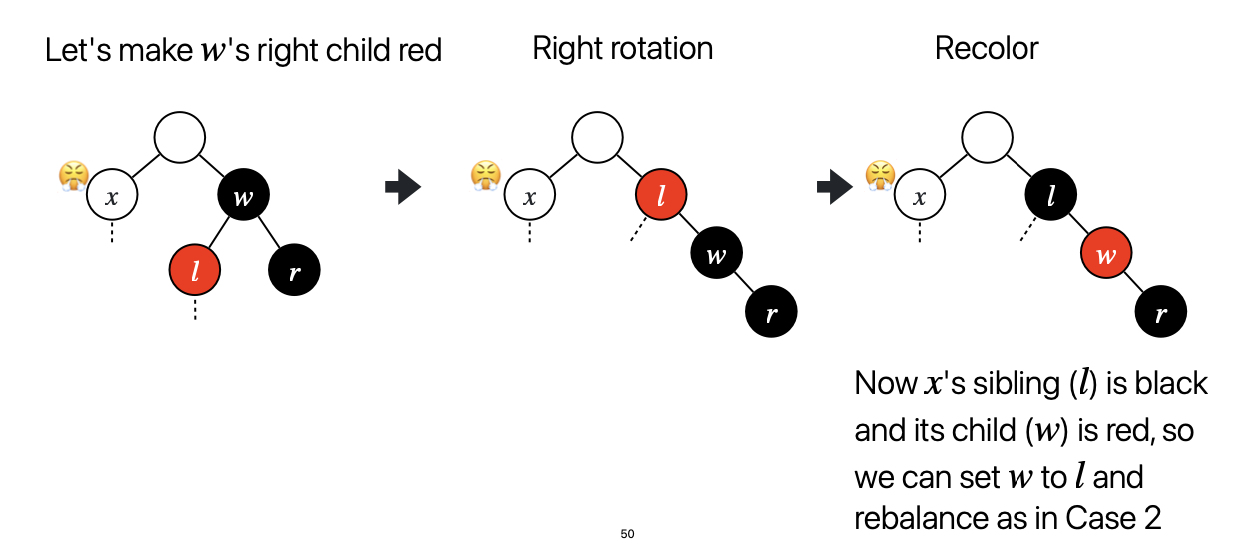 Let's make w's right child red
Right rotation
Recolor
x
w
l
r
x
l
w
r
x
l
w
r
Now x's sibling (l) is black
and its child (w) is red, so
we can set w to l and
rebalance as in Case 2
50